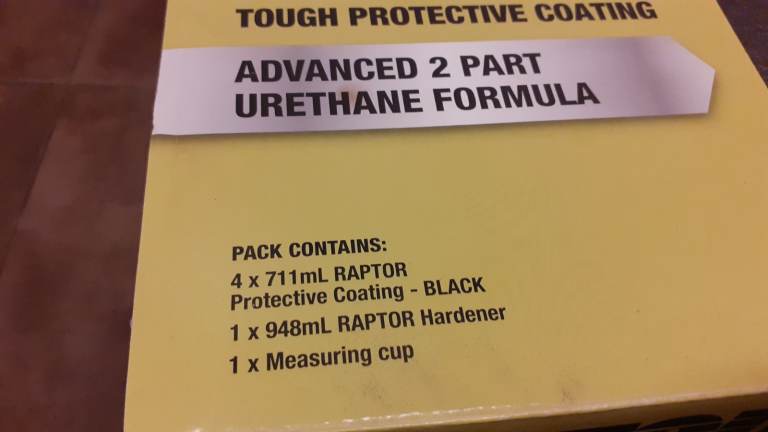 TOUGH PROTECTIVE COATING
ADVANCED 2 PART
URETHANE FORMULA
PACK CONTAINS:
4 x 711mL RAPTOR
Protective Coating - BLACK
1 x 948mL RAPTOR Hardener
1 x Measuring cup